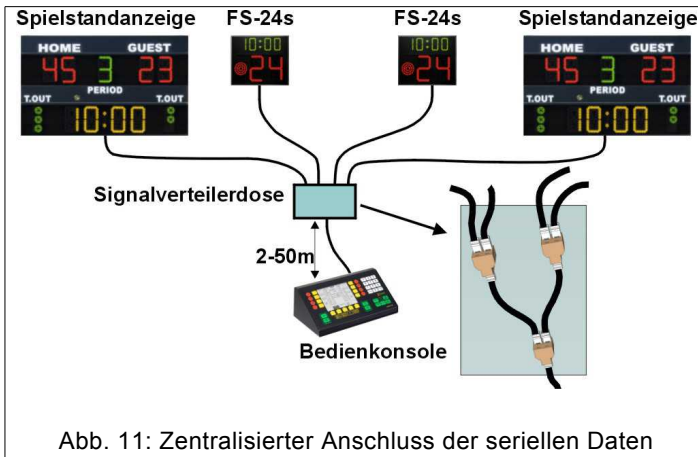 Spielstandanzeige FS-24s FS-24s Spielstandanzeige
HOME GUEST
45 3 23
PERIOD
T.OUT T.OUT
10:00
10:00
24
10:00
24
HOME GUEST
45 3 23
PERIOD
T.OUT T.OUT
10:00
Signalverteilerdose
2-50m
Bedienkonsole
Abb. 11: Zentralisierter Anschluss der seriellen Daten